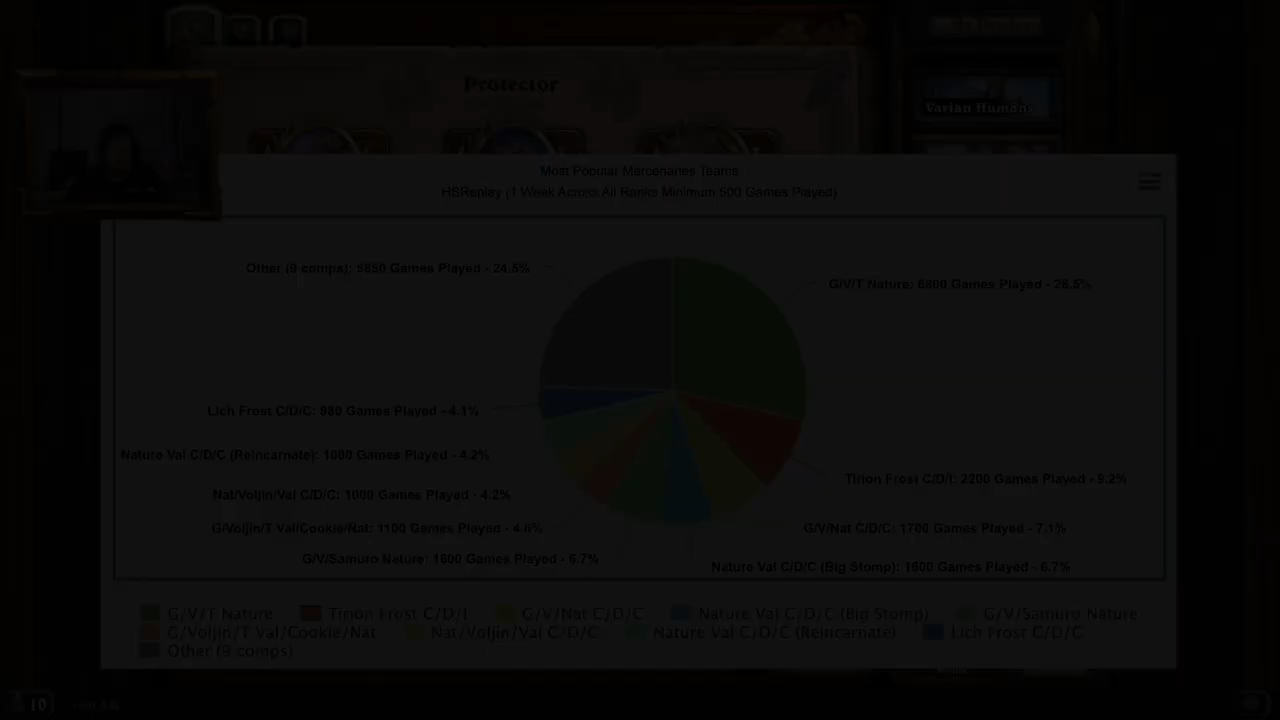 Protector
Varian Humans
Most Popular Mercenaries Teams
HSReplay (1 Week Across All Ranks Minimum 500 Games Played)
Other (9 comps): 5850 Games Played - 24.5%
G/V/T Nature: 6800 Games Played - 28.5%
Lich Frost C/D/C: 980 Games Played - 4.1%
Nature Val C/D/C (Reincarnate): 1000 Games Played - 4.2%
Tirion Frost C/D/I: 2200 Games Played - 9.2%
Nat/Voljin/Val C/D/C: 1000 Games Played - 4.2%
G/Voljin/T Val/Cookie/Nat: 1100 Games Played - 4.6%
G/V/Nat C/D/C: 1700 Games Played - 7.1%
G/V/Samuro Nature: 1600 Games Played - 6.7%
Nature Val C/D/C (Big Stomp): 1600 Games Played - 6.7%
G/V/T Nature Tirion Frost C/D/I G/V/Nat C/D/C Nature Val C/D/C (Big Stomp) G/V/Samuro Nature
G/Voljin/T Val/Cookie/Nat Nat/Voljin/Val C/D/C Nature Val C/D/C (Reincarnate) Lich Frost C/D/C
Other (9 comps)
10